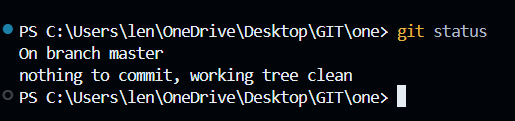 PS C:\Users\len\OneDrive\Desktop\GIT\one> git status
On branch master
nothing to commit, working tree clean
PS C:\Users\len\OneDrive\Desktop\GIT\one>